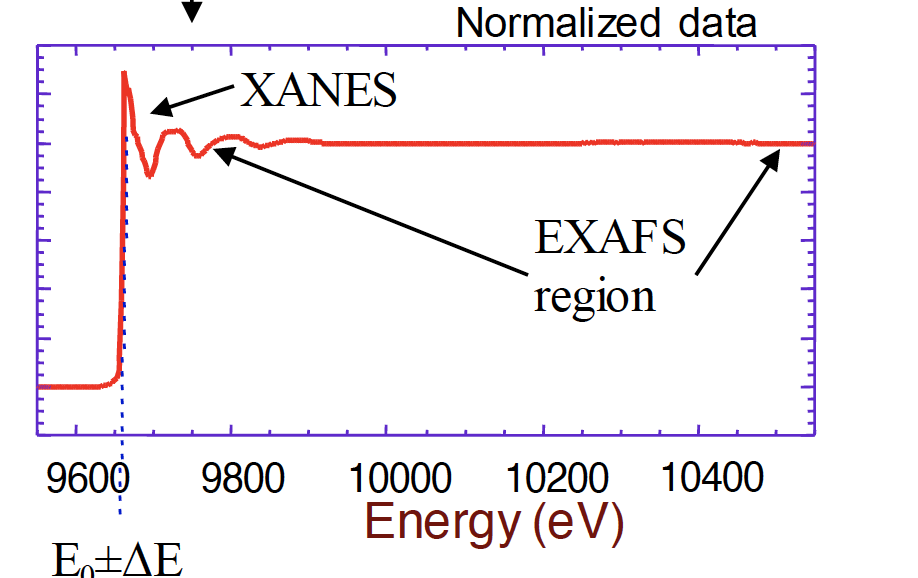 Normalized data
XANES
EXAFS
region
9600 9800 10000 10200 10400
Energy (eV)
E₀±ΔE